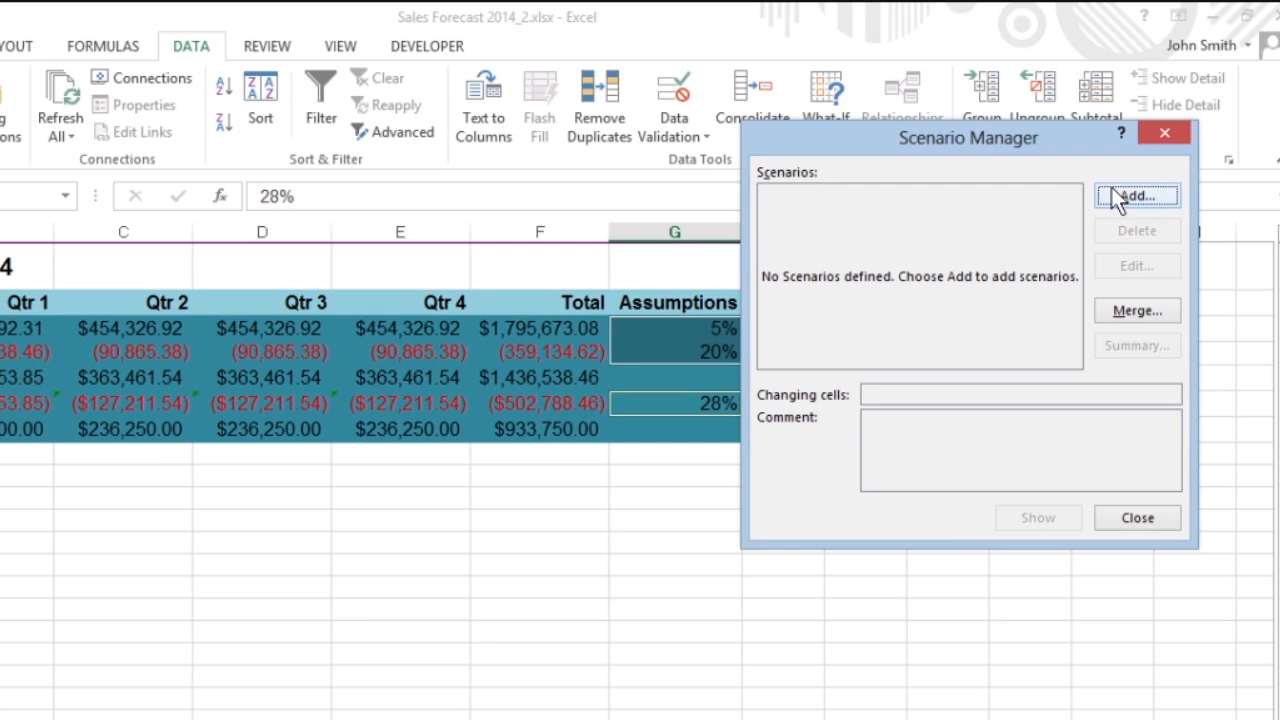 Sales Forecast 2014_2.xlsx - Excel
?
YOUT FORMULAS DATA REVIEW VIEW DEVELOPER John Smith
Connections Clear Show Detail
Properties Reapply Hide Detail
Edit Links Advanced
Refresh All Sort Filter Text to Columns Flash Fill Remove Duplicates Data Validation Consolidate What-If Relationships Group Ungroup Subtotal
ons
Connections Sort & Filter Data Tools
fx 28%
C D E F G
4
Qtr 1 Qtr 2 Qtr 3 Qtr 4 Total Assumptions
92.31 $454,326.92 $454,326.92 $454,326.92 $1,795,673.08 5%
38.46) (90,865.38) (90,865.38) (90,865.38) (359,134.62) 20%
53.85 $363,461.54 $363,461.54 $363,461.54 $1,436,538.46
53.85) ($127,211.54) ($127,211.54) ($127,211.54) ($502,788.46) 28%
00.00 $236,250.00 $236,250.00 $236,250.00 $933,750.00
Scenario Manager ?
Scenarios:
No Scenarios defined. Choose Add to add scenarios.
Add...
Delete
Edit...
Merge...
Summary...
Changing cells:
Comment:
Show Close